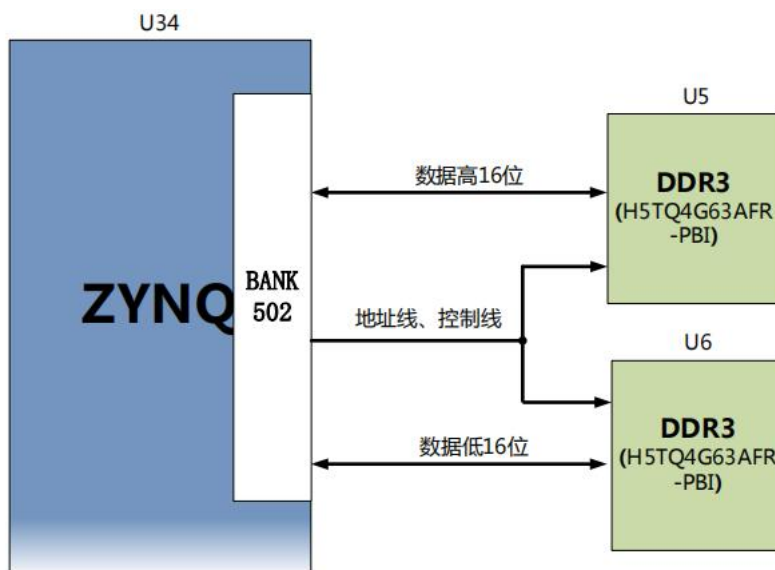 U34
U5
数据高16位
DDR3
(H5TQ4G63AFR
-PBI)
ZYNQ
BANK
502
地址线、控制线
U6
数据低16位
DDR3
(H5TQ4G63AFR
-PBI)